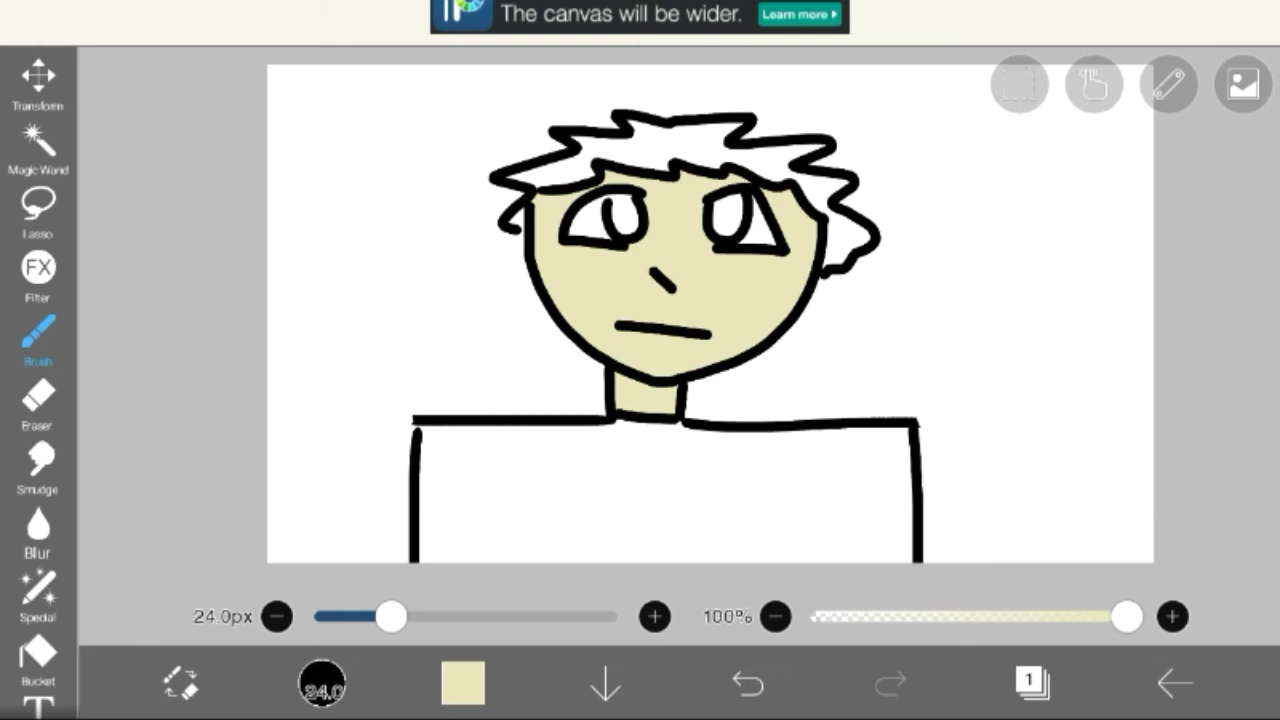 The canvas will be wider.
Learn more
Transform
Magic Wand
Lasso
FX
Filter
Brush
Eraser
Smudge
Blur
Special
Bucket
T
24.0px
100%
24.0
1